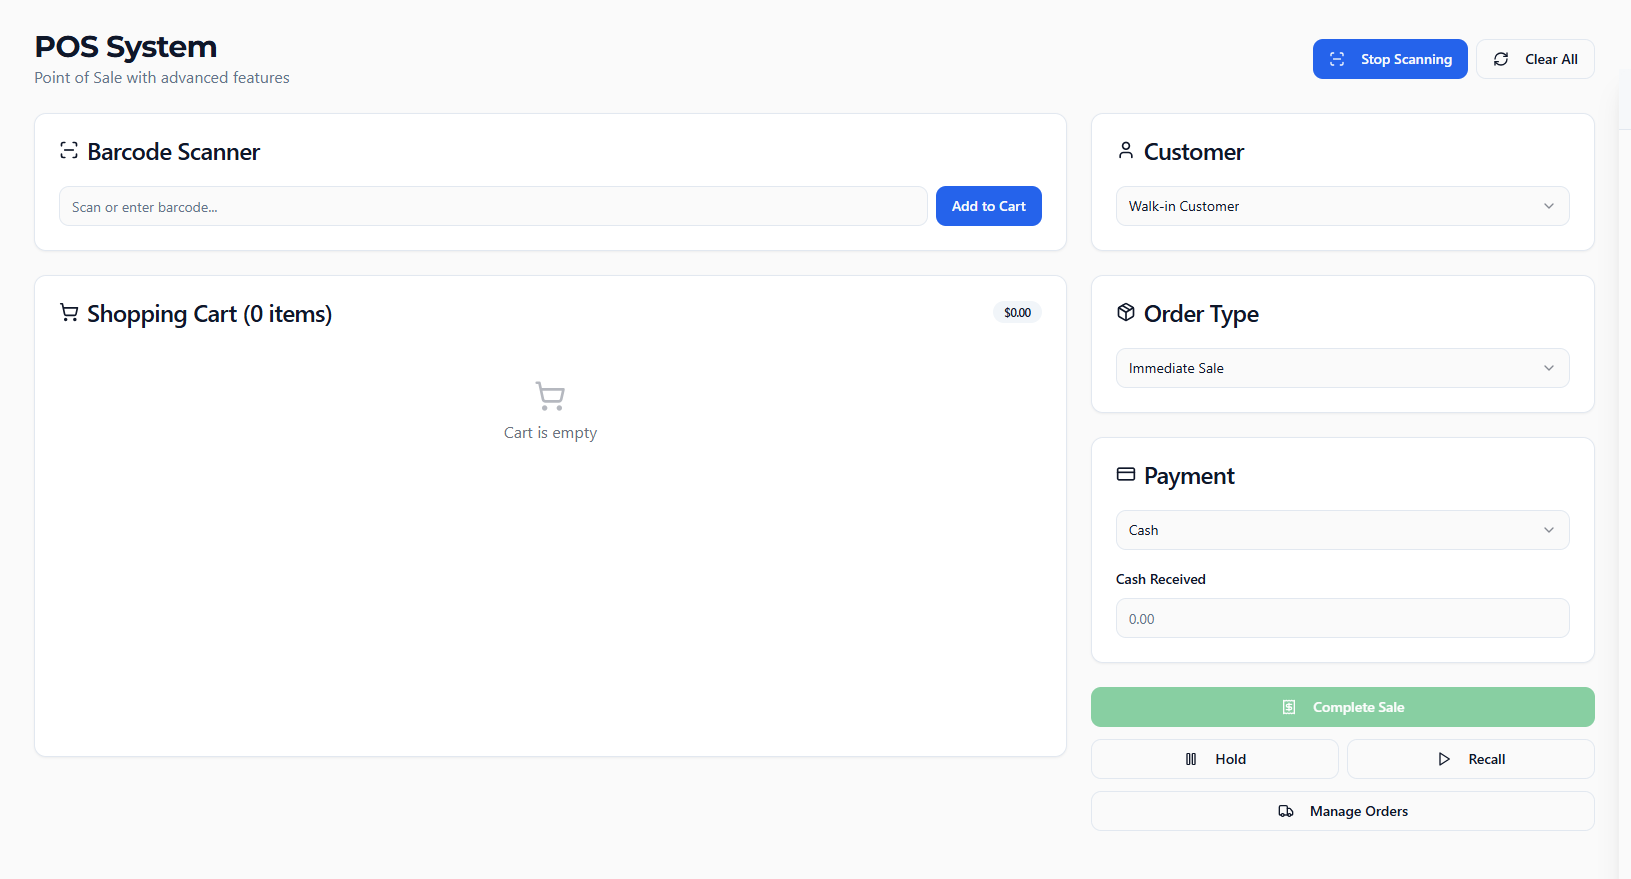 POS System
Point of Sale with advanced features
Stop Scanning
Clear All
Barcode Scanner
Scan or enter barcode...
Add to Cart
Customer
Walk-in Customer
Shopping Cart (0 items)
$0.00
Cart is empty
Order Type
Immediate Sale
Payment
Cash
Cash Received
0.00
Complete Sale
Hold
Recall
Manage Orders